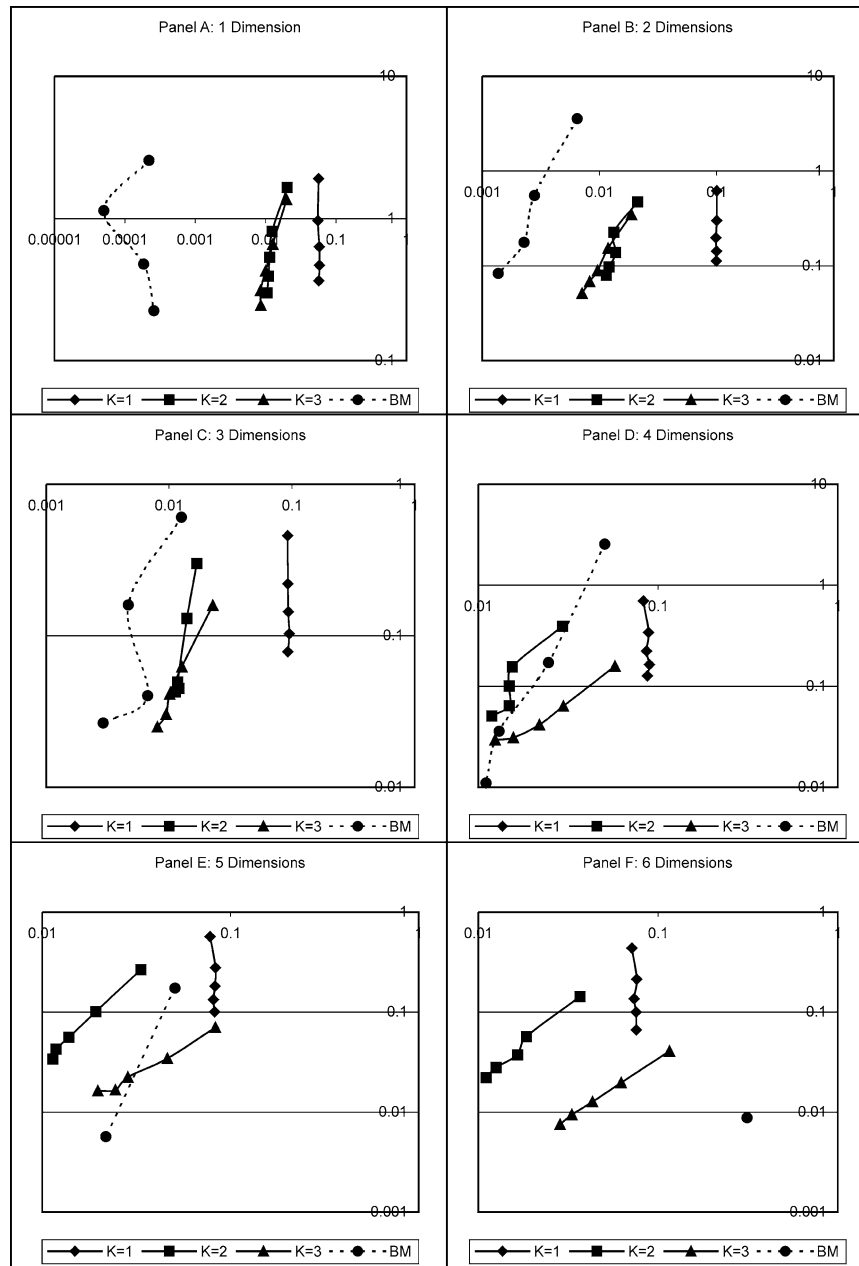 Panel A: 1 Dimension
10
0.00001 0.0001 0.001 0.01 0.1 1
1
0.1
K=1 K=2 K=3 BM
Panel B: 2 Dimensions
10
0.001 0.01 0.1 1
1
0.1
0.01
K=1 K=2 K=3 BM
Panel C: 3 Dimensions
1
0.001 0.01 0.1 1
0.1
0.01
K=1 K=2 K=3 BM
Panel D: 4 Dimensions
10
1
0.01 0.1 1
0.1
0.01
K=1 K=2 K=3 BM
Panel E: 5 Dimensions
1
0.01 0.1 1
0.1
0.01
0.001
K=1 K=2 K=3 BM
Panel F: 6 Dimensions
1
0.01 0.1 1
0.1
0.01
0.001
K=1 K=2 K=3 BM